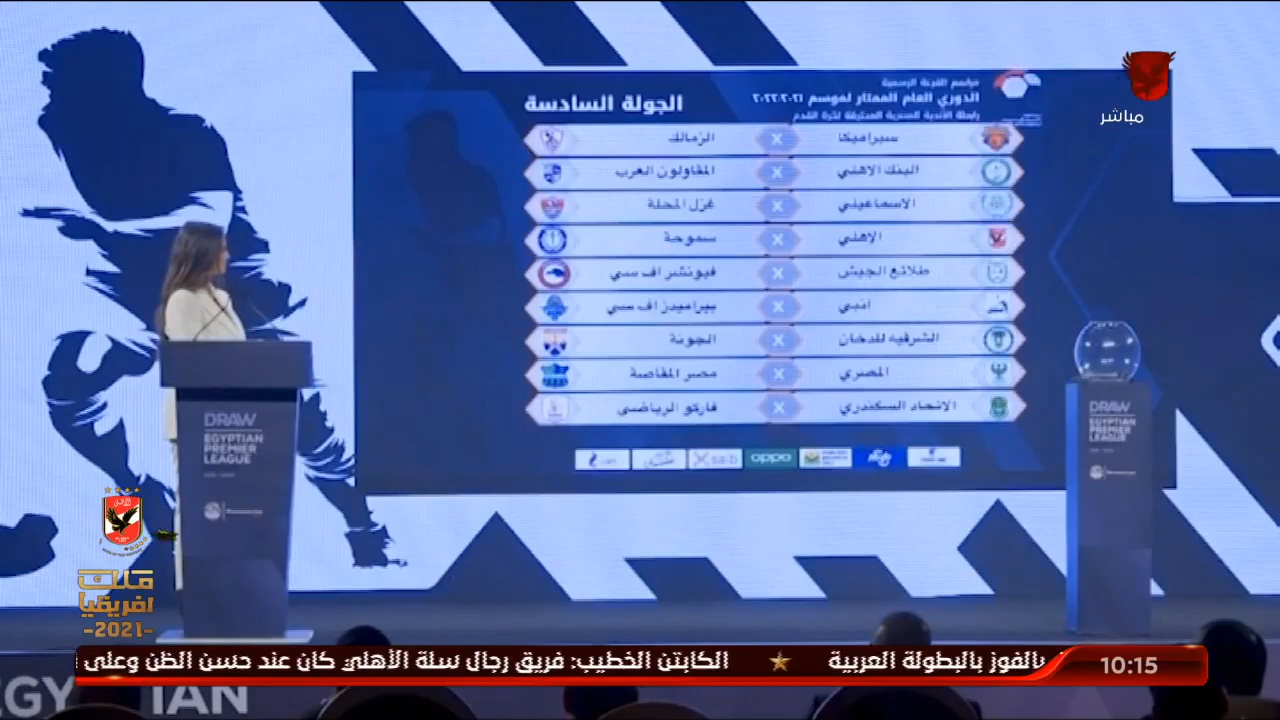 مباشر
مراسم القرعة الرسمية
الدوري العام الممتاز لموسم ٢٠٢٢/٢٠٢١
رابطة الأندية المصرية المحترفة لكرة القدم
الجولة السادسة
سيراميكا X الزمالك
البنك الاهلي X المقاولون العرب
الاسماعيلي X غزل المحلة
الاهلي X سموحة
طلائع الجيش X فيوتشر اف سي
انبي X بيراميدز اف سي
الشرقيه للدخان X الجونة
المصري X مصر المقاصة
الاتحاد السكندري X فاركو الرياضي
saib
oppo
DRAW
EGYPTIAN
PREMIER
LEAGUE
DRAW
EGYPTIAN
PREMIER
LEAGUE
ملك
افريقيا
-2021-
بالفوز بالبطولة العربية ★ الكابتن الخطيب: فريق رجال سلة الأهلي كان عند حسن الظن وعلى
10:15